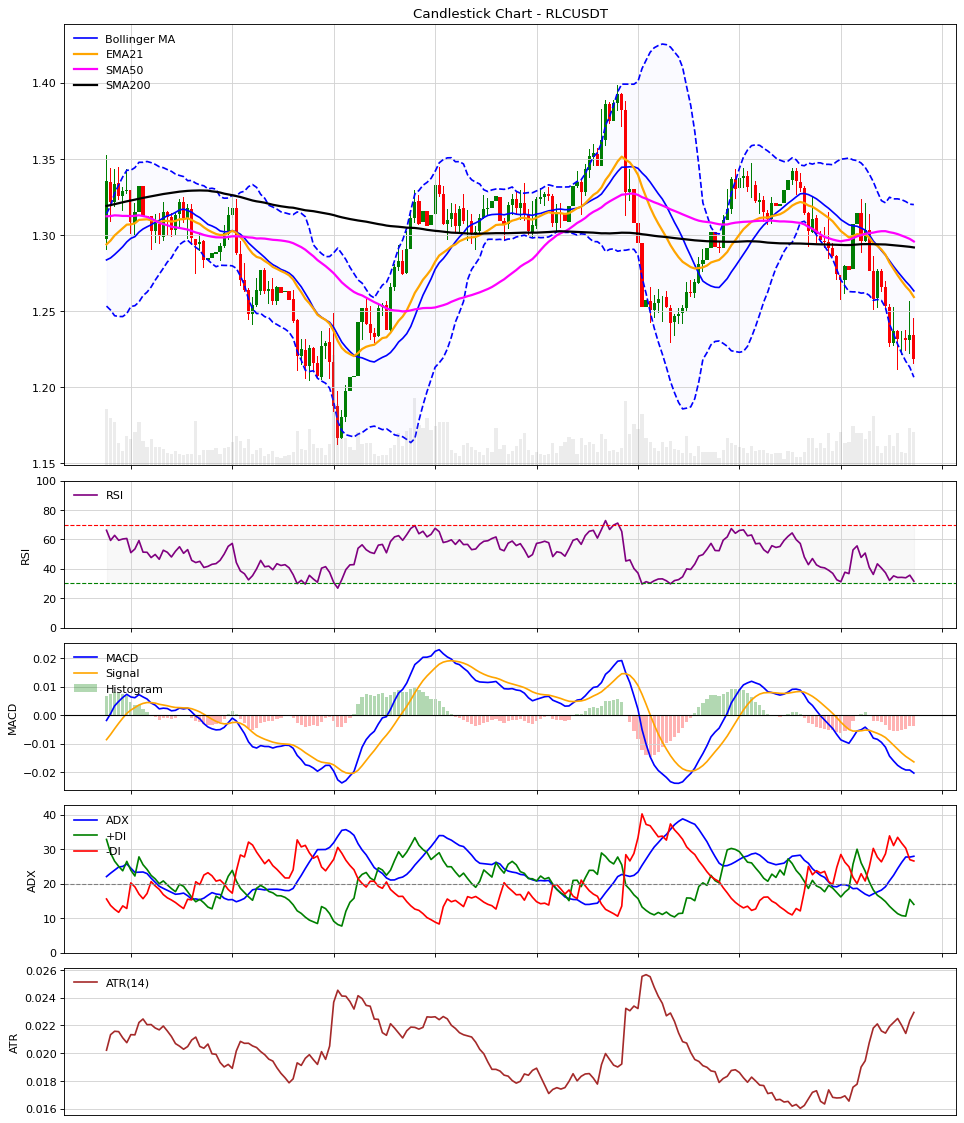 Candlestick Chart - RLCUSDT
Bollinger MA
EMA21
SMA50
SMA200
1.40
1.35
1.30
1.25
1.20
1.15
RSI
RSI
100
80
60
40
20
0
MACD
MACD
Signal
Histogram
0.02
0.01
0.00
−0.01
−0.02
ADX
ADX
+DI
-DI
40
30
20
10
0
ATR
ATR(14)
0.026
0.024
0.022
0.020
0.018
0.016